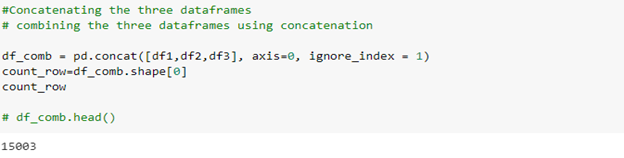 #Concatenating the three dataframes
# combining the three dataframes using concatenation
df_comb = pd.concat([df1,df2,df3], axis=0, ignore_index = 1)
count_row=df_comb.shape[0]
count_row
# df_comb.head()
15003